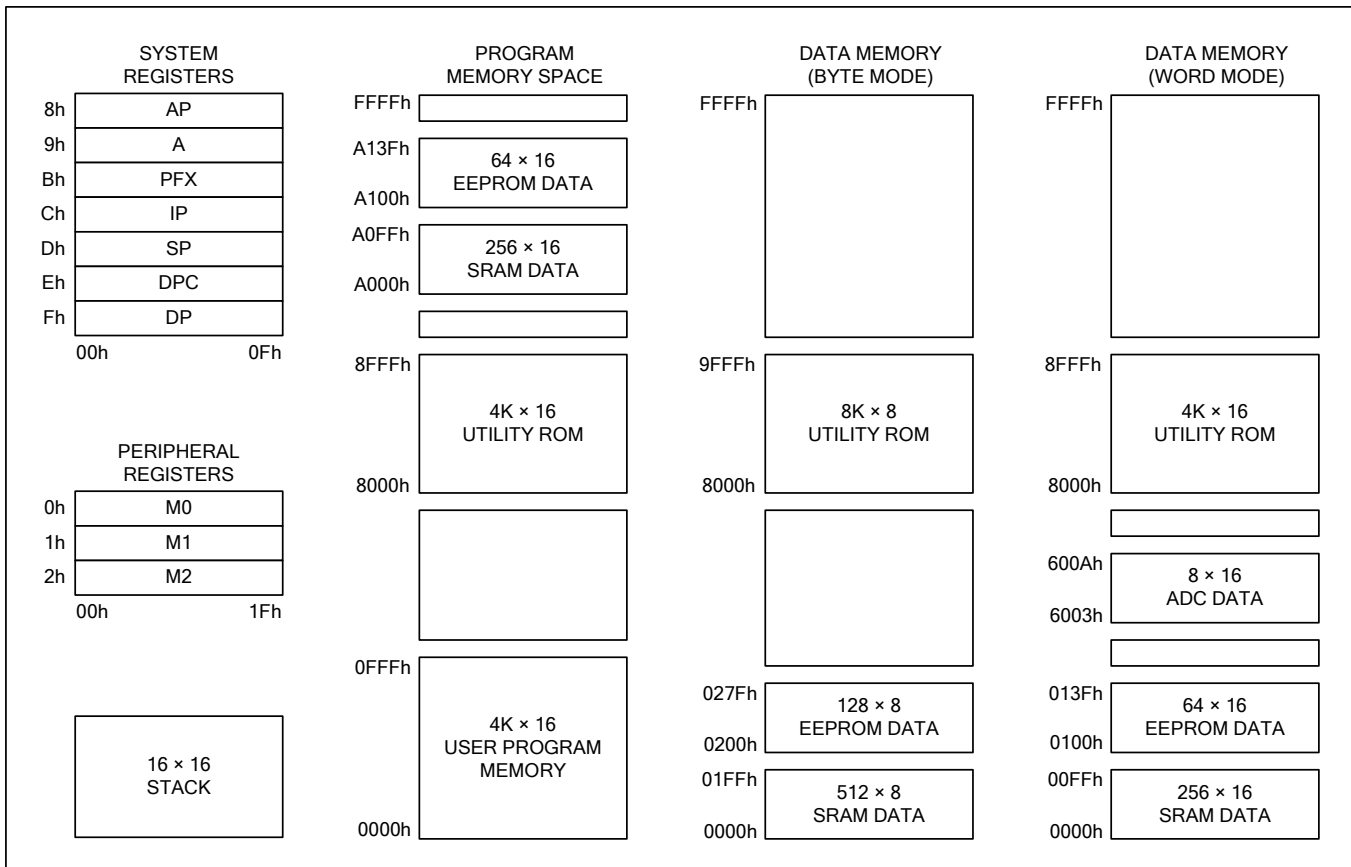 SYSTEM
REGISTERS
8h
AP
9h
A
Bh
PFX
Ch
IP
Dh
SP
Eh
DPC
Fh
DP
00h
0Fh
PERIPHERAL
REGISTERS
0h
M0
1h
M1
2h
M2
00h
1Fh
16 × 16
STACK
PROGRAM
MEMORY SPACE
FFFFh
A13Fh
64 × 16
EEPROM DATA
A100h
A0FFh
256 × 16
SRAM DATA
A000h
8FFFh
4K × 16
UTILITY ROM
8000h
0FFFh
4K × 16
USER PROGRAM
MEMORY
0000h
DATA MEMORY
(BYTE MODE)
FFFFh
9FFFh
8K × 8
UTILITY ROM
8000h
027Fh
128 × 8
EEPROM DATA
0200h
01FFh
512 × 8
SRAM DATA
0000h
DATA MEMORY
(WORD MODE)
FFFFh
8FFFh
4K × 16
UTILITY ROM
8000h
600Ah
8 × 16
ADC DATA
6003h
013Fh
64 × 16
EEPROM DATA
0100h
00FFh
256 × 16
SRAM DATA
0000h